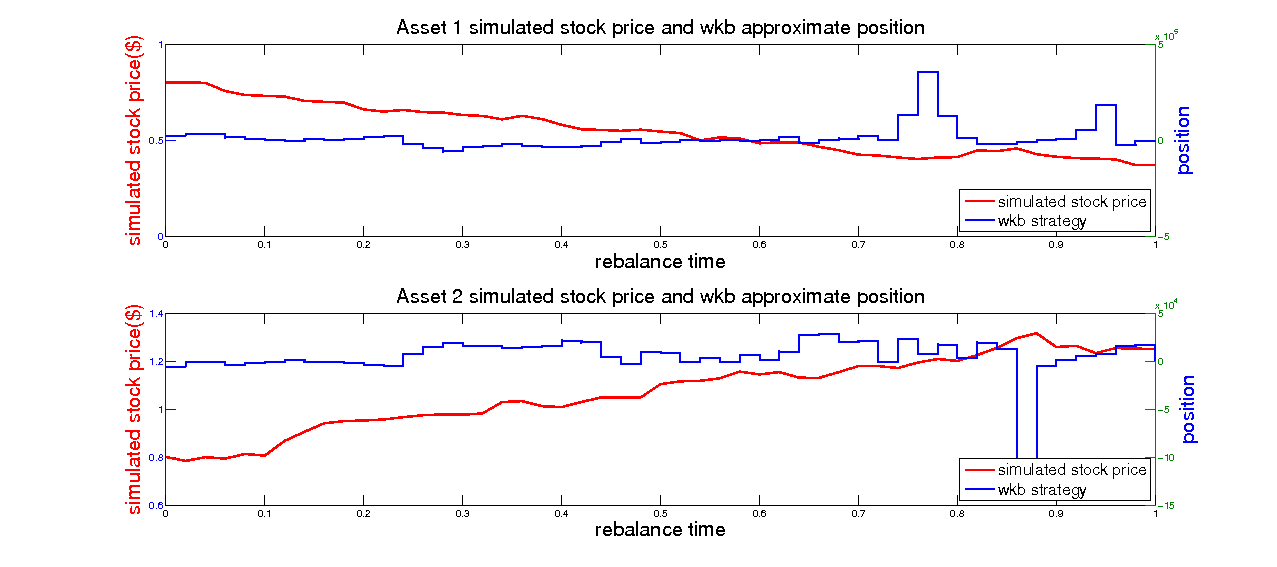 Asset 1 simulated stock price and wkb approximate position
x 10^5
simulated stock price($)
1
0.5
0
5
0
-5
position
simulated stock price
wkb strategy
0 0.1 0.2 0.3 0.4 0.5 0.6 0.7 0.8 0.9 1
rebalance time
Asset 2 simulated stock price and wkb approximate position
x 10^4
simulated stock price($)
1.4
1.2
1
0.8
0.6
5
0
-5
-10
-15
position
simulated stock price
wkb strategy
0 0.1 0.2 0.3 0.4 0.5 0.6 0.7 0.8 0.9 1
rebalance time